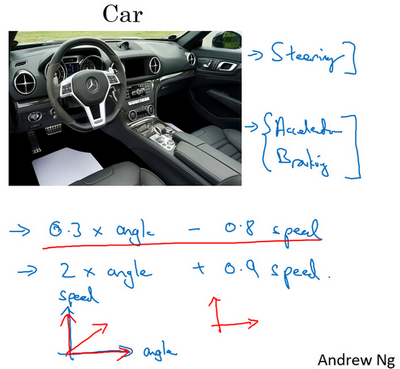 Car
→ Steering ]
→ { Acceleration
Braking ]
→ 0.3 × angle - 0.8 speed
→ 2 × angle + 0.9 speed.
speed
angle
Andrew Ng